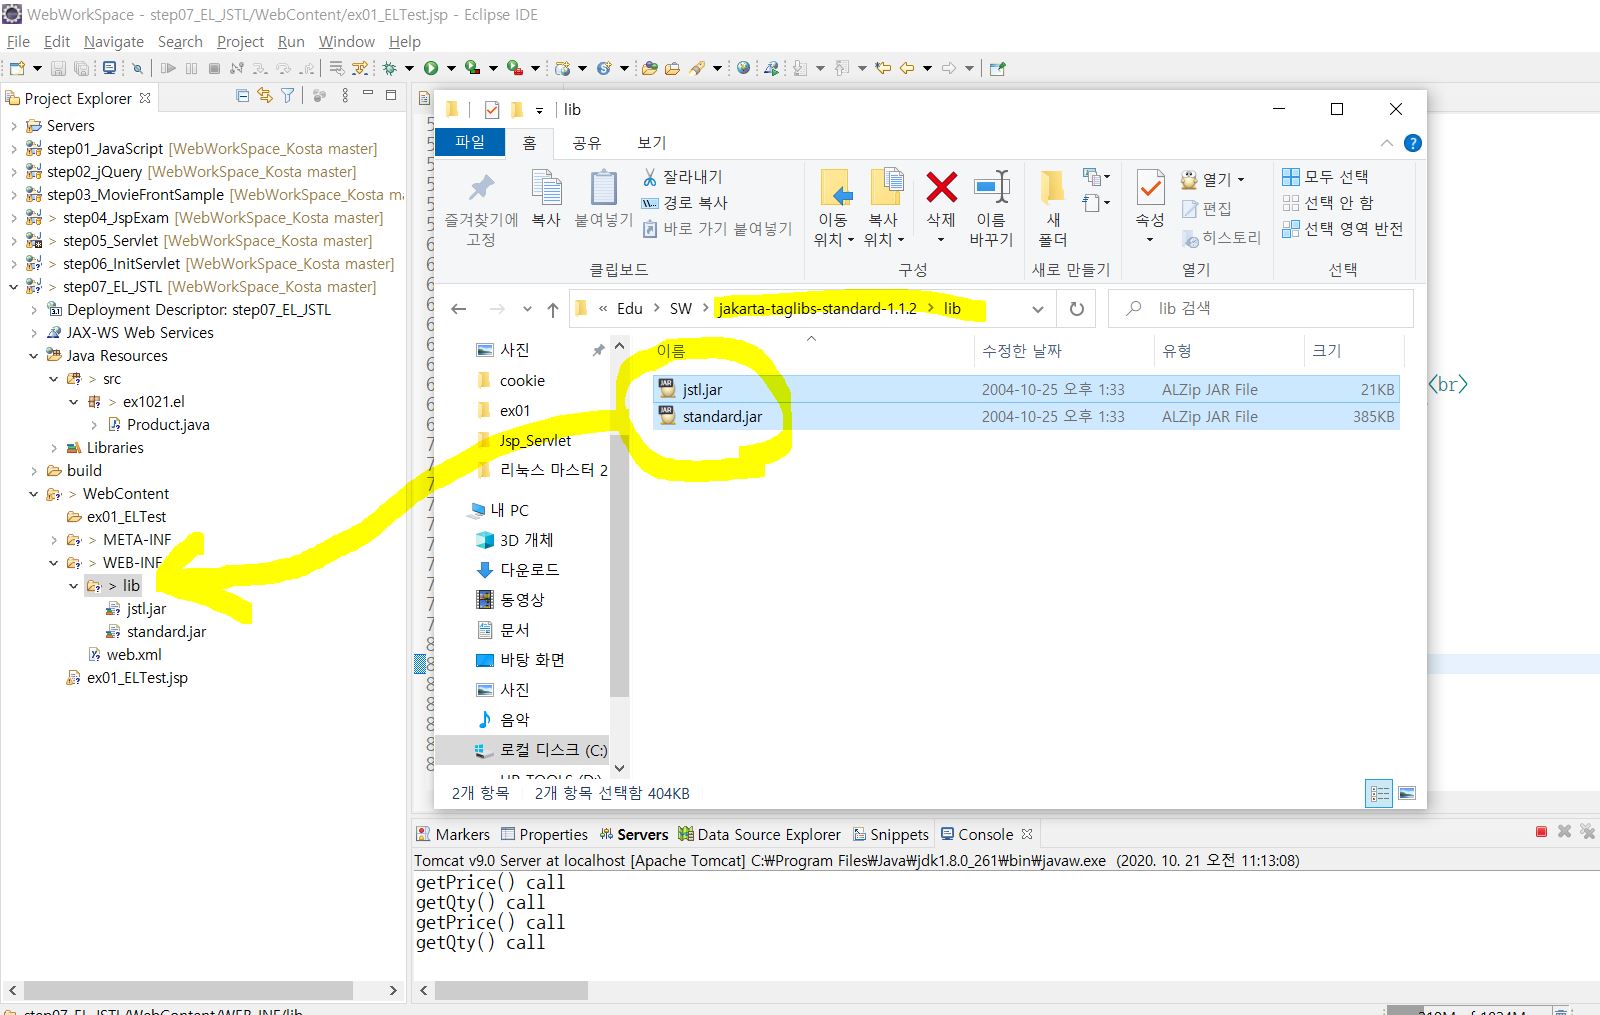 WebWorkSpace - step07_EL_JSTL/WebContent/ex01_ELTest.jsp - Eclipse IDE
File Edit Navigate Search Project Run Window Help
Project Explorer
Servers
step01_JavaScript [WebWorkSpace_Kosta master]
step02_jQuery [WebWorkSpace_Kosta master]
step03_MovieFrontSample [WebWorkSpace_Kosta ma
> step04_JspExam [WebWorkSpace_Kosta master]
> step05_Servlet [WebWorkSpace_Kosta master]
> step06_InitServlet [WebWorkSpace_Kosta master]
> step07_EL_JSTL [WebWorkSpace_Kosta master]
Deployment Descriptor: step07_EL_JSTL
JAX-WS Web Services
Java Resources
> src
> ex1021.el
Product.java
Libraries
build
> WebContent
ex01_ELTest
> META-INF
> WEB-INF
> lib
jstl.jar
standard.jar
web.xml
ex01_ELTest.jsp
lib
파일 홈 공유 보기
즐겨찾기에 고정
복사
붙여넣기
잘라내기
경로 복사
바로 가기 붙여넣기
클립보드
이동 위치
복사 위치
삭제
이름 바꾸기
구성
새 폴더
새로 만들기
속성
열기
편집
히스토리
열기
모두 선택
선택 안 함
선택 영역 반전
선택
« Edu > SW > jakarta-taglibs-standard-1.1.2 > lib
lib 검색
사진
cookie
ex01
Jsp_Servlet
리눅스 마스터 2
내 PC
3D 개체
다운로드
동영상
문서
바탕 화면
사진
음악
로컬 디스크 (C:)
이름 수정한 날짜 유형 크기
jstl.jar 2004-10-25 오후 1:33 ALZip JAR File 21KB
standard.jar 2004-10-25 오후 1:33 ALZip JAR File 385KB
2개 항목 2개 항목 선택함 404KB
<br>
Markers Properties Servers Data Source Explorer Snippets Console
Tomcat v9.0 Server at localhost [Apache Tomcat] C:₩Program Files₩Java₩jdk1.8.0_261₩bin₩javaw.exe (2020. 10. 21 오전 11:13:08)
getPrice() call
getQty() call
getPrice() call
getQty() call
step07_EL_JSTL/WebContent/WEB-INF/lib